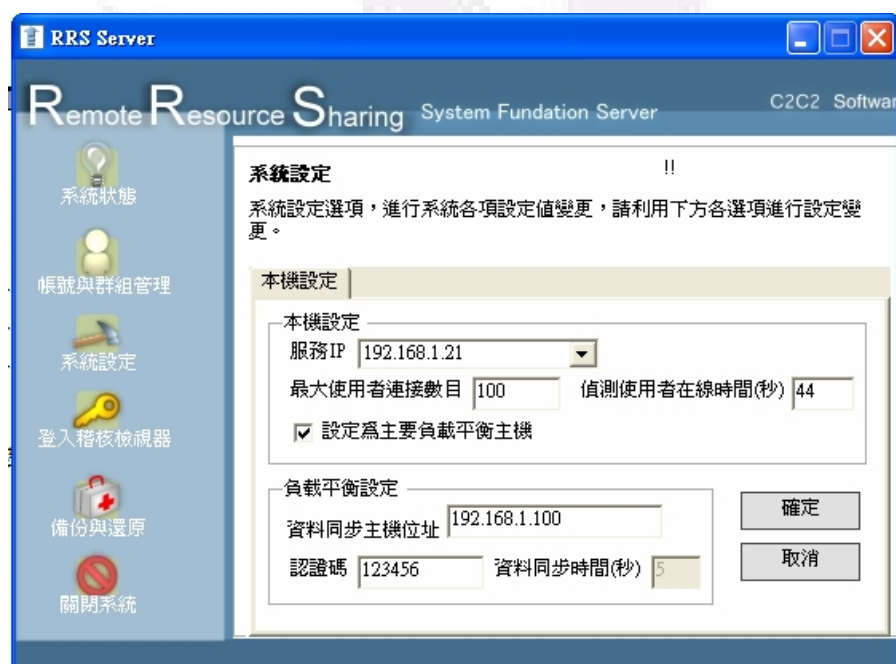 RRS Server
Remote Resource Sharing System Fundation Server
C2C2 Softwar
系統狀態
帳號與群組管理
系統設定
登入稽核檢視器
備份與還原
關閉系統
系統設定
!!
系統設定選項，進行系統各項設定值變更，請利用下方各選項進行設定變
更。
本機設定
本機設定
服務IP 192.168.1.21
最大使用者連接數目 100 偵測使用者在線時間(秒) 44
設定為主要負載平衡主機
負載平衡設定
資料同步主機位址 192.168.1.100
認證碼 123456 資料同步時間(秒) 5
確定
取消